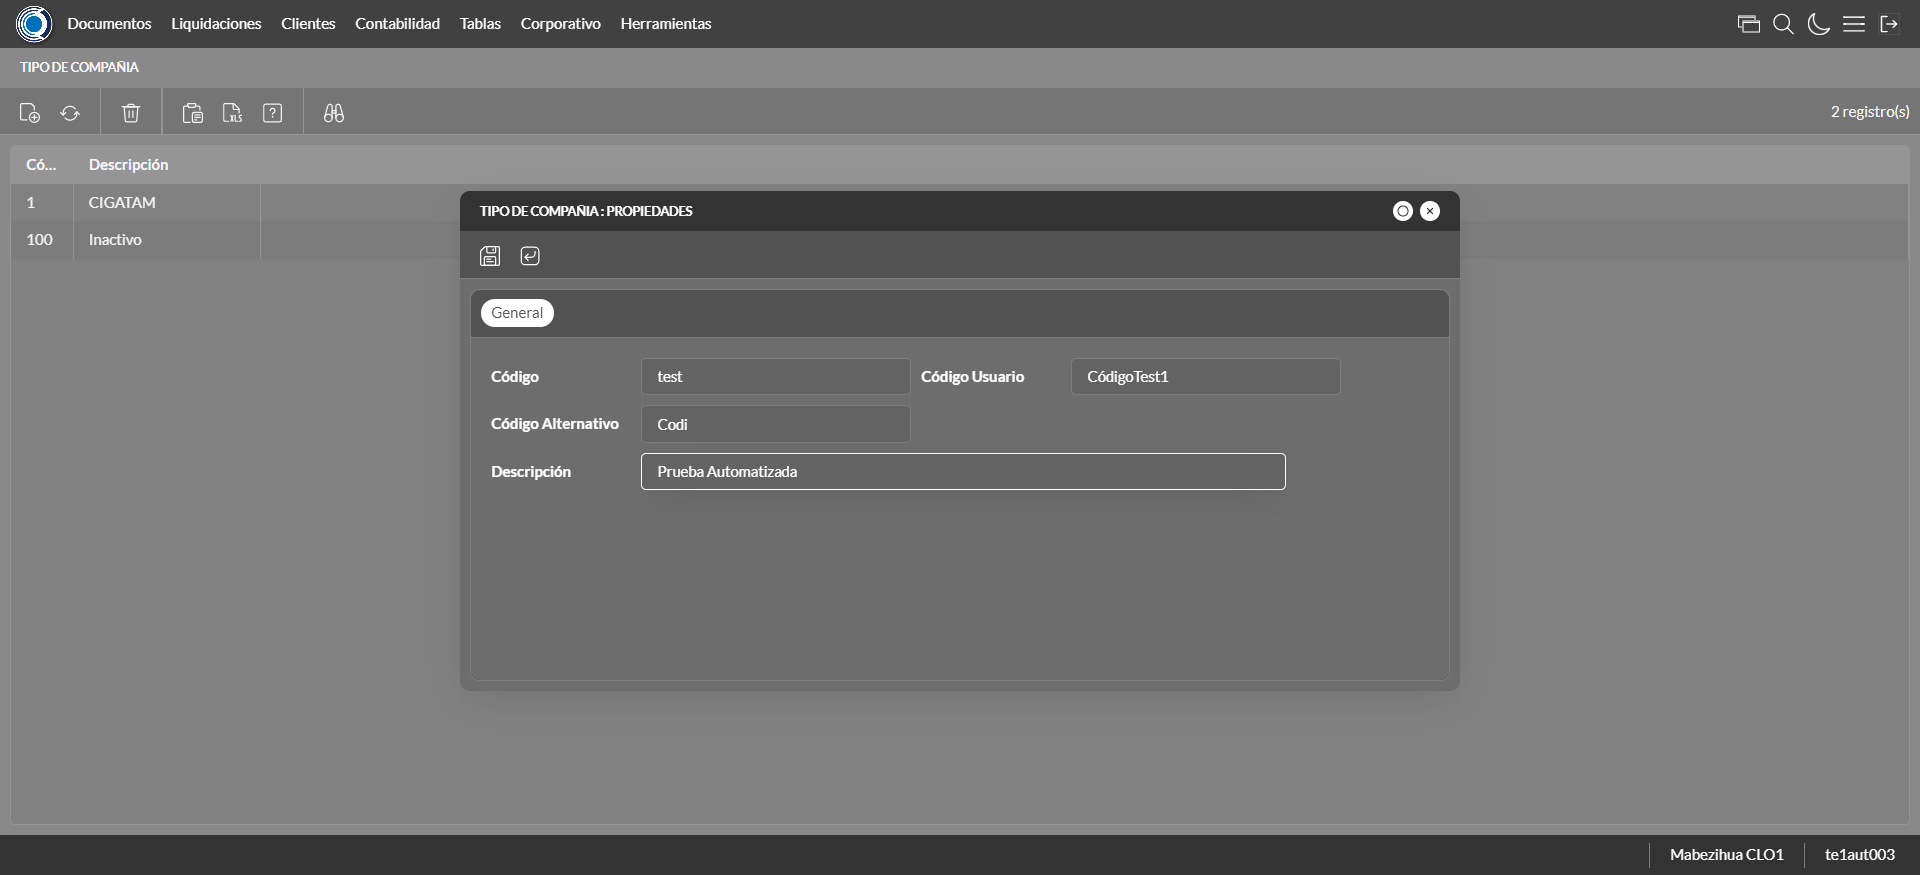 Documentos Liquidaciones Clientes Contabilidad Tablas Corporativo Herramientas
TIPO DE COMPAÑIA
XLS ? 2 registro(s)
Có... Descripción
1 CIGATAM
100 Inactivo
TIPO DE COMPAÑIA : PROPIEDADES
General
Código test Código Usuario CódigoTest1
Código Alternativo Codi
Descripción Prueba Automatizada
Mabezihua CLO1 te1aut003